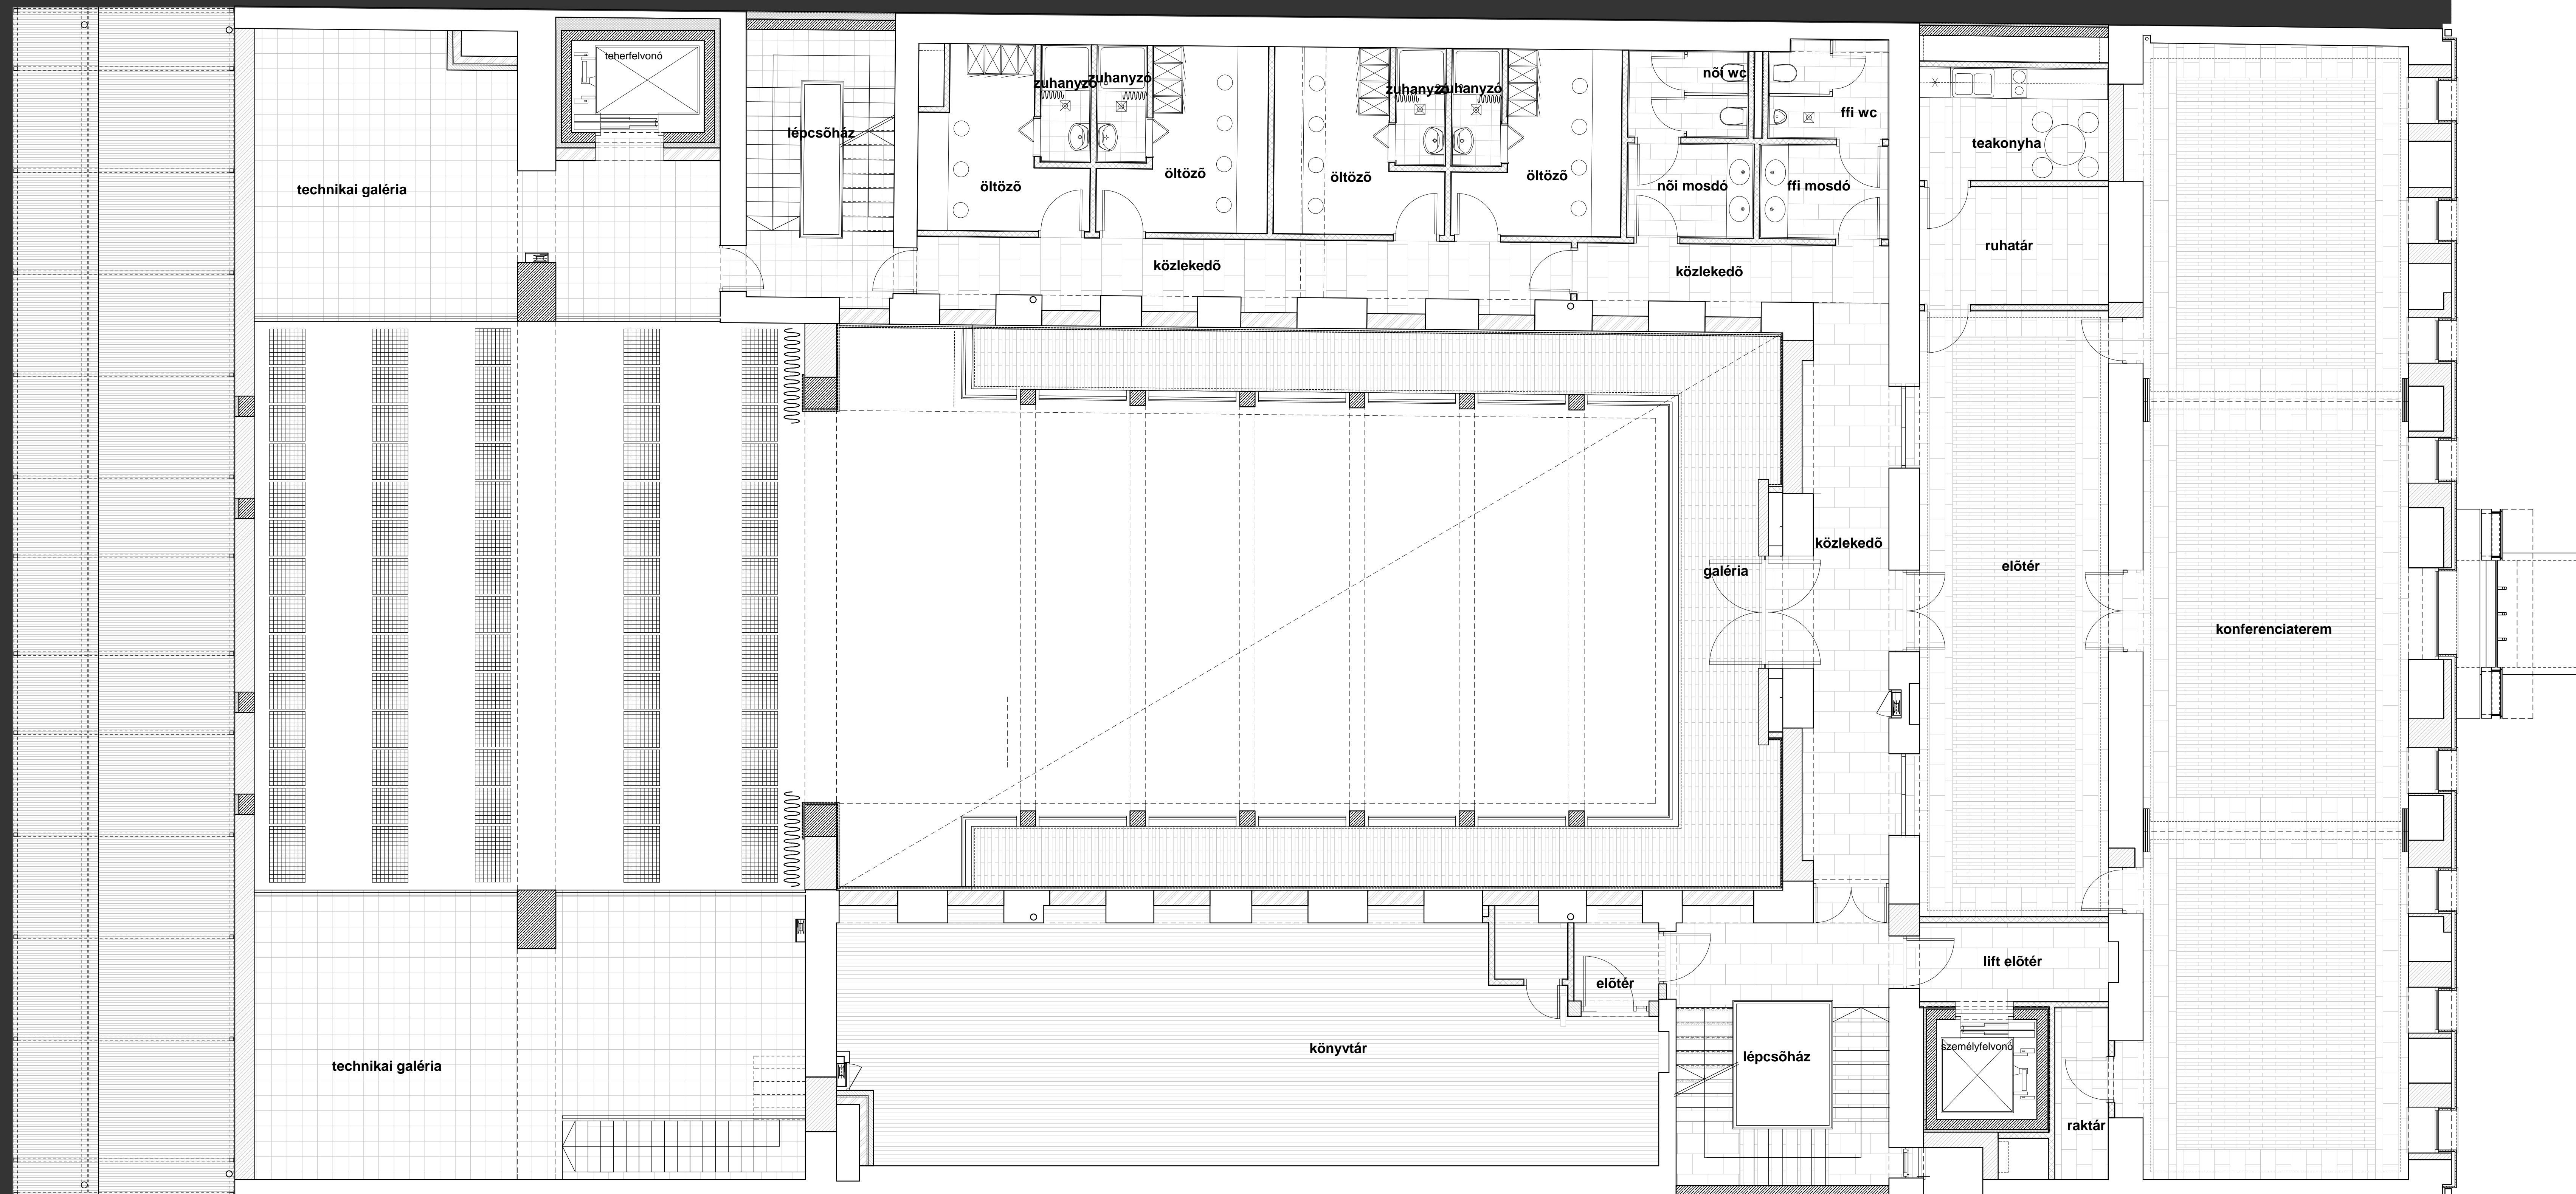 teherfelvonó
technikai galéria
lépcsõház
öltözõ
zuhanyzó
zuhanyzó
öltözõ
öltözõ
zuhanyzó
zuhanyzó
öltözõ
nõi wc
ffi wc
nõi mosdó
ffi mosdó
teakonyha
ruhatár
közlekedõ
közlekedõ
közlekedõ
galéria
elõtér
konferenciaterem
technikai galéria
könyvtár
elõtér
lépcsõház
lift elõtér
személyfelvonó
raktár